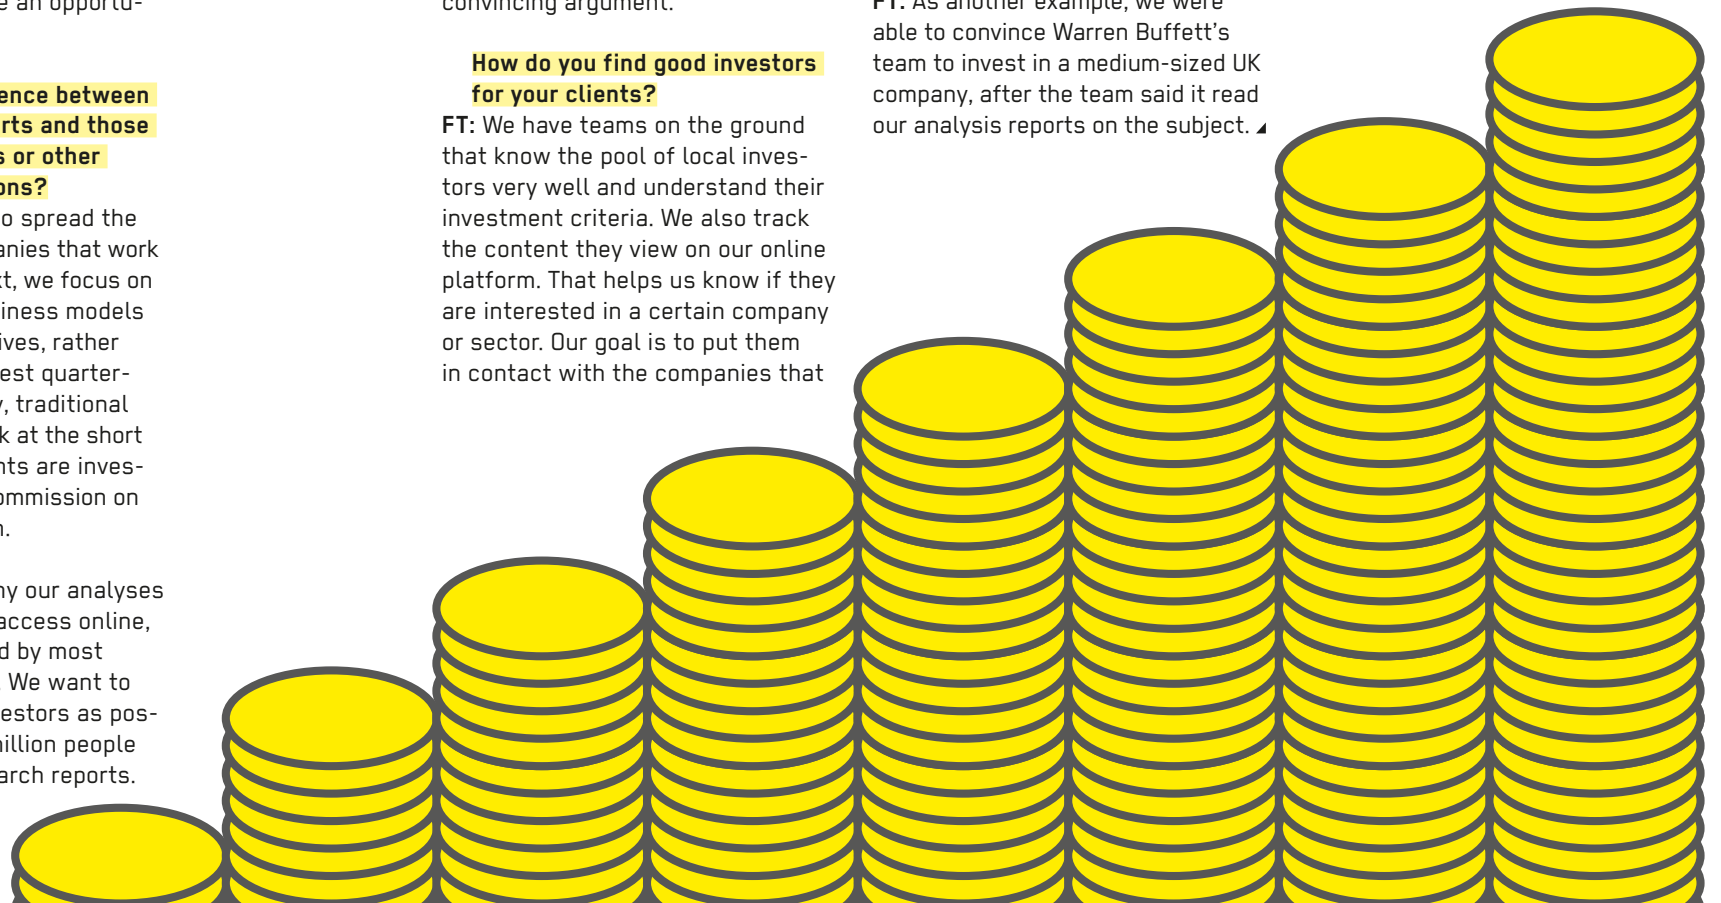 e an opportu-
ence between
rts and those
s or other
ons?
o spread the
anies that work
xt, we focus on
iness models
ives, rather
est quarter-
y, traditional
k at the short
nts are inves-
ommission on
n.
ny our analyses
access online,
d by most
. We want to
vestors as pos-
million people
arch reports.
convincing argument.
How do you find good investors
for your clients?
FT: We have teams on the ground
that know the pool of local inves-
tors very well and understand their
investment criteria. We also track
the content they view on our online
platform. That helps us know if they
are interested in a certain company
or sector. Our goal is to put them
in contact with the companies that
FT: As another example, we were
able to convince Warren Buffett's
team to invest in a medium-sized UK
company, after the team said it read
our analysis reports on the subject.